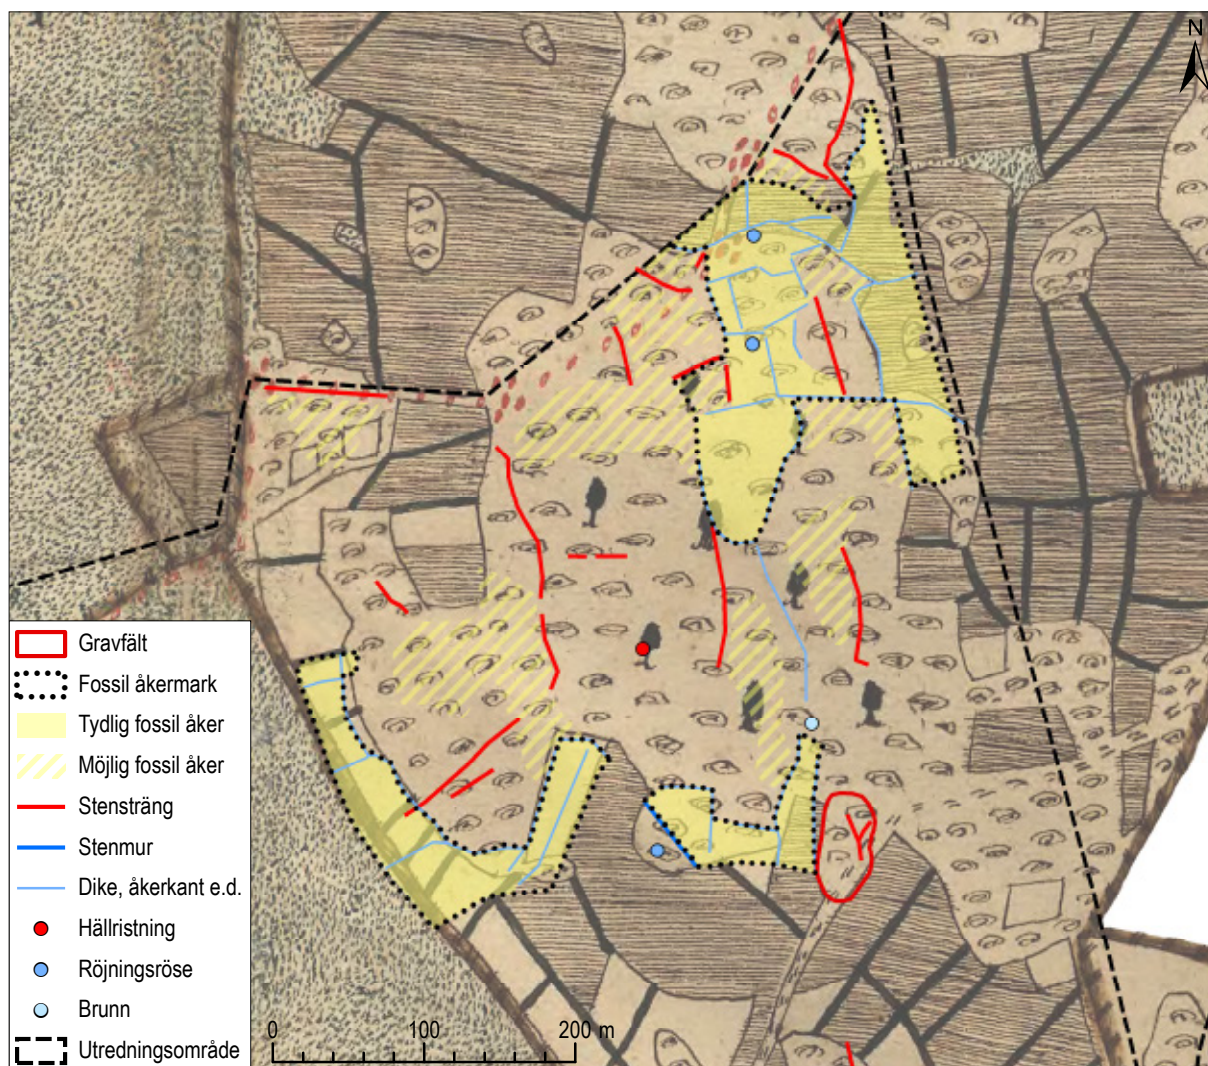 N
Gravfält
Fossil åkermark
Tydlig fossil åker
Möjlig fossil åker
Stensträng
Stenmur
Dike, åkerkant e.d.
Hällristning
Röjningsröse
Brunn
Utredningsområde
0 100 200 m